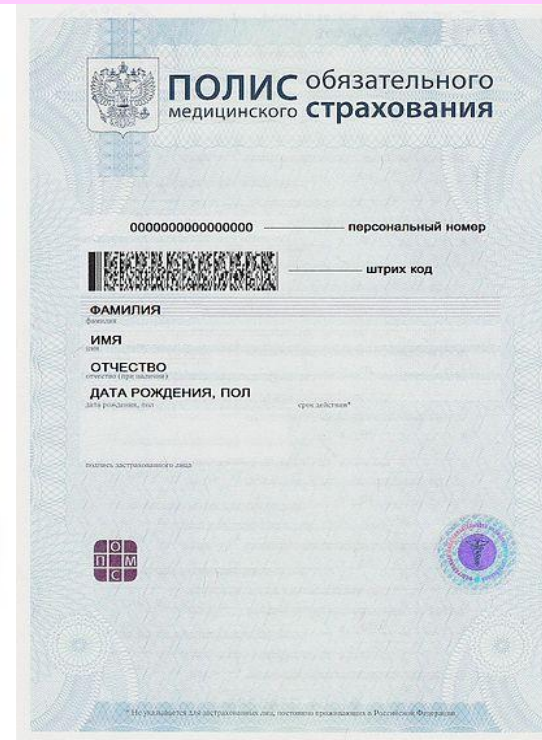 ПОЛИС обязательного
медицинского страхования
0000000000000000 персональный номер
штрих код
ФАМИЛИЯ
фамилия
ИМЯ
имя
ОТЧЕСТВО
отчество (при наличии)
ДАТА РОЖДЕНИЯ, ПОЛ
дата рождения, пол срок действия*
подпись застрахованного лица
О
П М
С
* Не указывается для застрахованных лиц, постоянно проживающих в Российской Федерации